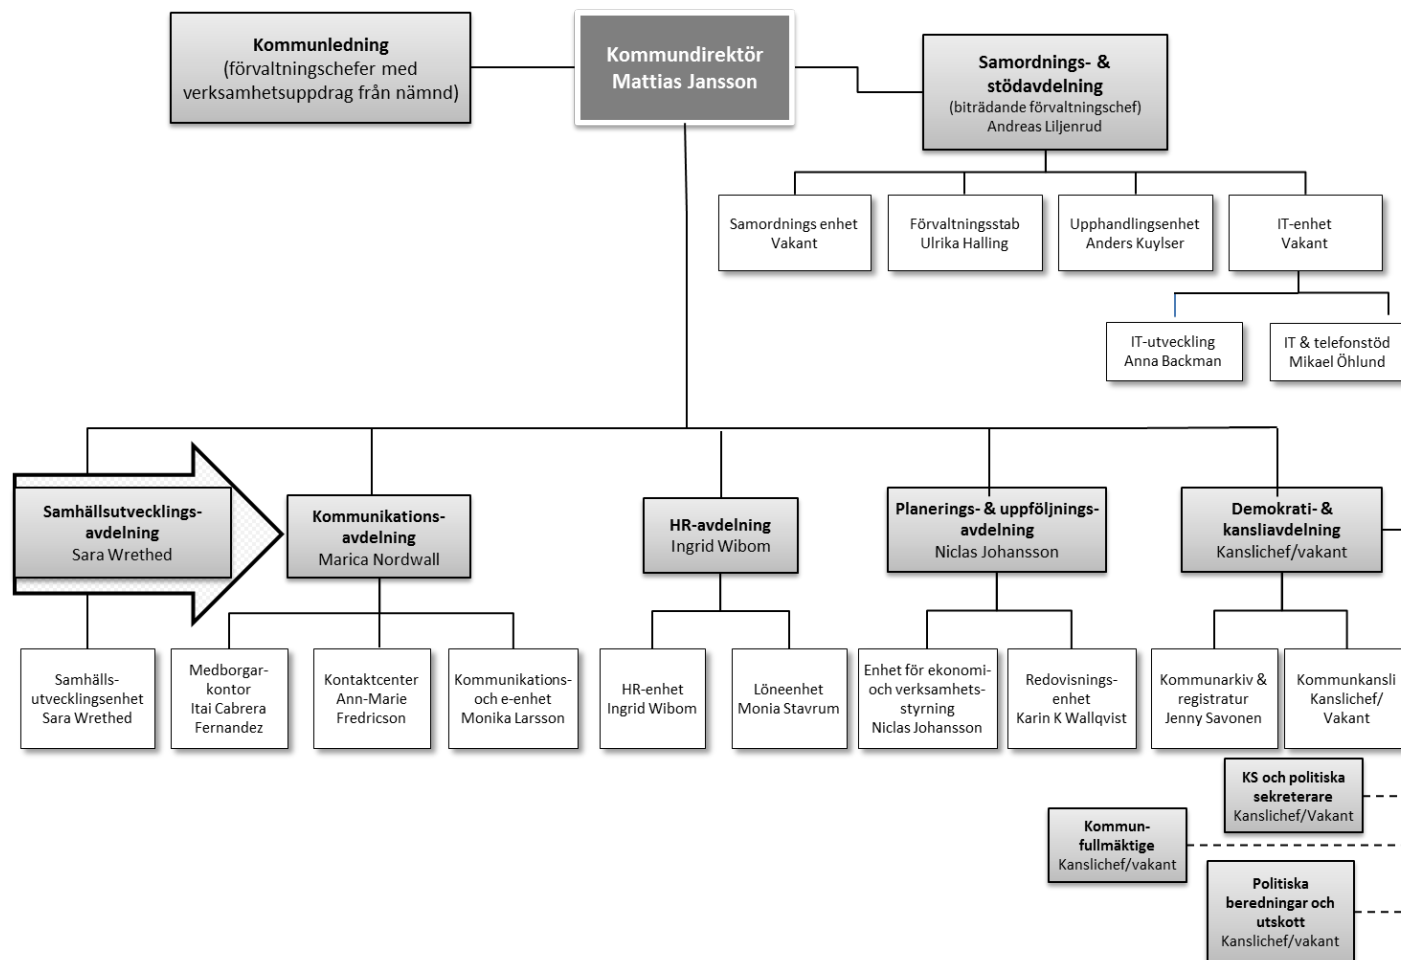 Kommunledning
(förvaltningschefer med
verksamhetsuppdrag från nämnd)
Kommundirektör
Mattias Jansson
Samordnings- &
stödavdelning
(biträdande förvaltningschef)
Andreas Liljenrud
Samordnings enhet
Vakant
Förvaltningsstab
Ulrika Halling
Upphandlingsenhet
Anders Kuylser
IT-enhet
Vakant
IT-utveckling
Anna Backman
IT & telefonstöd
Mikael Öhlund
Samhällsutvecklings-
avdelning
Sara Wrethed
Kommunikations-
avdelning
Marica Nordwall
HR-avdelning
Ingrid Wibom
Planerings- & uppföljnings-
avdelning
Niclas Johansson
Demokrati- &
kansliavdelning
Kanslichef/vakant
Samhälls-
utvecklingsenhet
Sara Wrethed
Medborgar-
kontor
Itai Cabrera
Fernandez
Kontaktcenter
Ann-Marie
Fredricson
Kommunikations-
och e-enhet
Monika Larsson
HR-enhet
Ingrid Wibom
Löneenhet
Monia Stavrum
Enhet för ekonomi-
och verksamhets-
styrning
Niclas Johansson
Redovisnings-
enhet
Karin K Wallqvist
Kommunarkiv &
registratur
Jenny Savonen
Kommunkansli
Kanslichef/
Vakant
KS och politiska
sekreterare
Kanslichef/Vakant
Kommun-
fullmäktige
Kanslichef/vakant
Politiska
beredningar och
utskott
Kanslichef/vakant